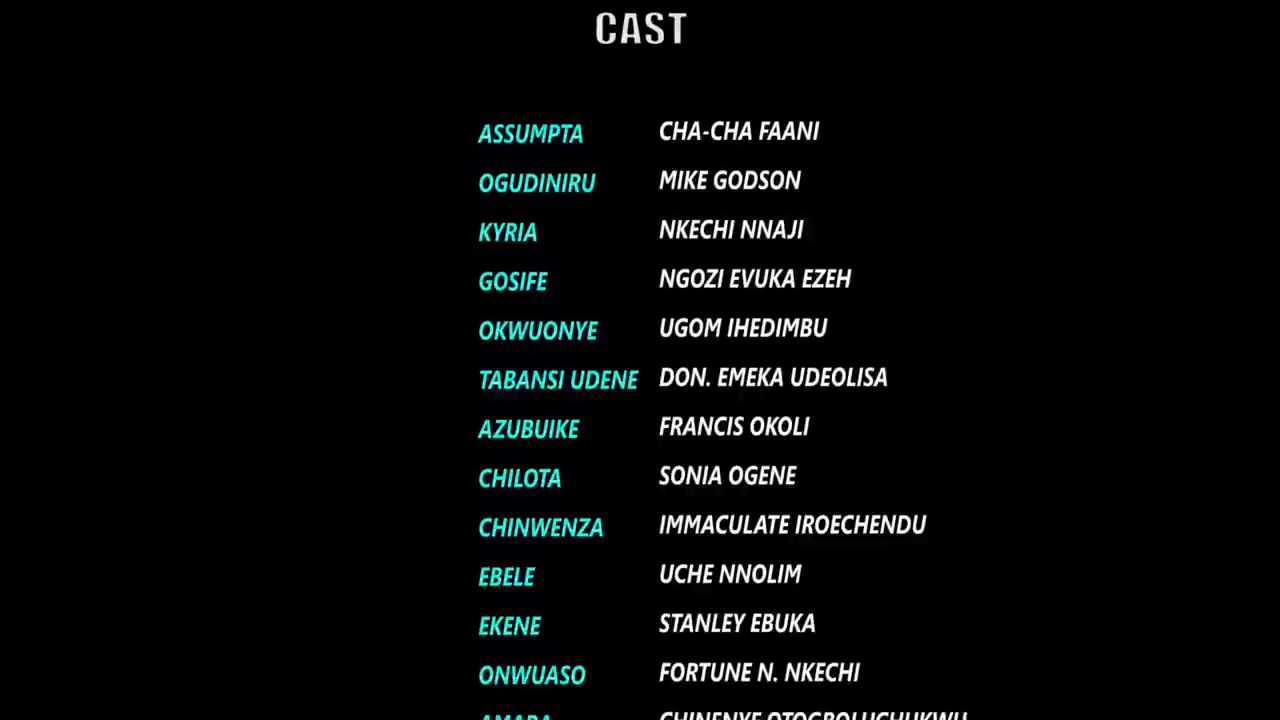 CAST
ASSUMPTA CHA-CHA FAANI
OGUDINIRU MIKE GODSON
KYRIA NKECHI NNAJI
GOSIFE NGOZI EVUKA EZEH
OKWUONYE UGOM IHEDIMBU
TABANSI UDENE DON. EMEKA UDEOLISA
AZUBUIKE FRANCIS OKOLI
CHILOTA SONIA OGENE
CHINWENZA IMMACULATE IROECHENDU
EBELE UCHE NNOLIM
EKENE STANLEY EBUKA
ONWUASO FORTUNE N. NKECHI